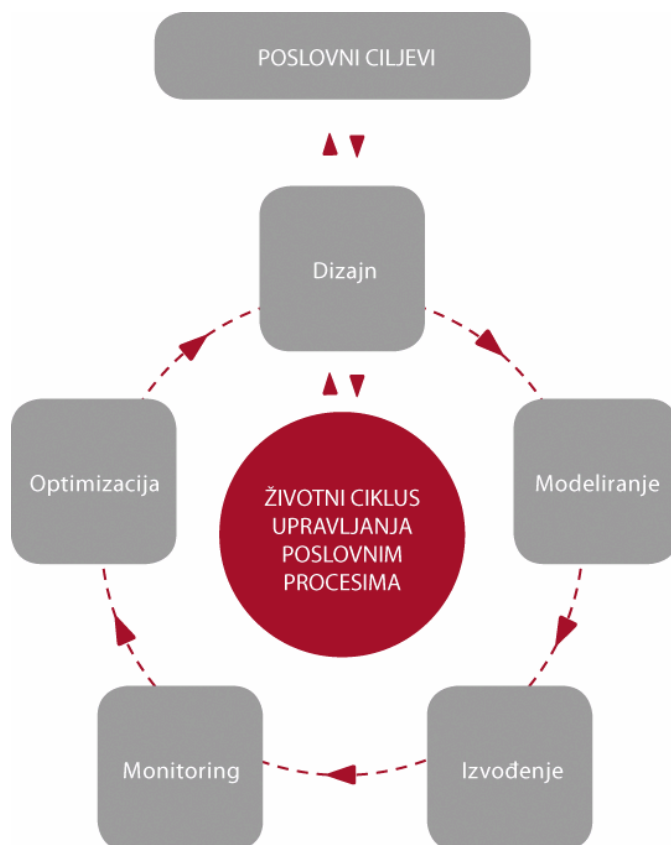 POSLOVNI CILJEVI
Dizajn
Optimizacija
Modeliranje
ŽIVOTNI CIKLUS
UPRAVLJANJA
POSLOVNIM
PROCESIMA
Monitoring
Izvođenje